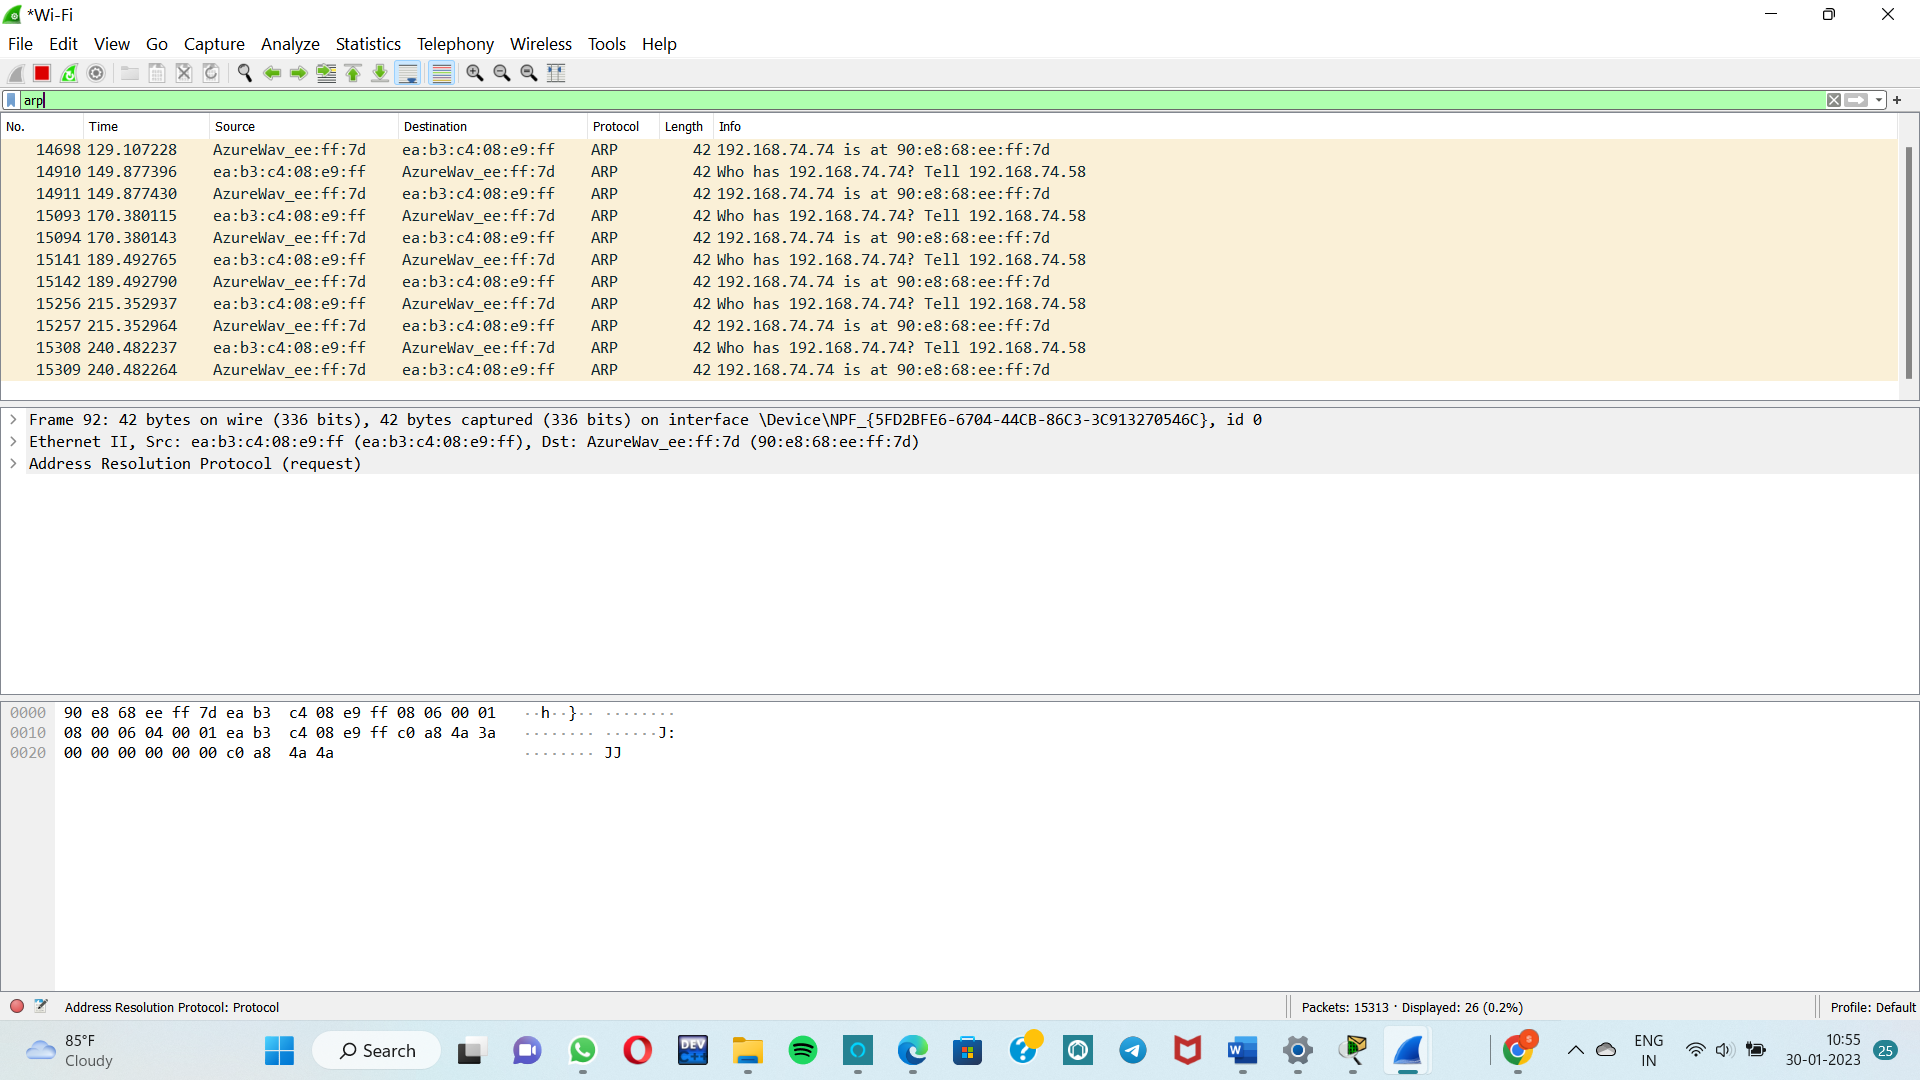 *Wi-Fi
File Edit View Go Capture Analyze Statistics Telephony Wireless Tools Help
arp
No. Time Source Destination Protocol Length Info
14698 129.107228 AzureWav_ee:ff:7d ea:b3:c4:08:e9:ff ARP 42 192.168.74.74 is at 90:e8:68:ee:ff:7d
14910 149.877396 ea:b3:c4:08:e9:ff AzureWav_ee:ff:7d ARP 42 Who has 192.168.74.74? Tell 192.168.74.58
14911 149.877430 AzureWav_ee:ff:7d ea:b3:c4:08:e9:ff ARP 42 192.168.74.74 is at 90:e8:68:ee:ff:7d
15093 170.380115 ea:b3:c4:08:e9:ff AzureWav_ee:ff:7d ARP 42 Who has 192.168.74.74? Tell 192.168.74.58
15094 170.380143 AzureWav_ee:ff:7d ea:b3:c4:08:e9:ff ARP 42 192.168.74.74 is at 90:e8:68:ee:ff:7d
15141 189.492765 ea:b3:c4:08:e9:ff AzureWav_ee:ff:7d ARP 42 Who has 192.168.74.74? Tell 192.168.74.58
15142 189.492790 AzureWav_ee:ff:7d ea:b3:c4:08:e9:ff ARP 42 192.168.74.74 is at 90:e8:68:ee:ff:7d
15256 215.352937 ea:b3:c4:08:e9:ff AzureWav_ee:ff:7d ARP 42 Who has 192.168.74.74? Tell 192.168.74.58
15257 215.352964 AzureWav_ee:ff:7d ea:b3:c4:08:e9:ff ARP 42 192.168.74.74 is at 90:e8:68:ee:ff:7d
15308 240.482237 ea:b3:c4:08:e9:ff AzureWav_ee:ff:7d ARP 42 Who has 192.168.74.74? Tell 192.168.74.58
15309 240.482264 AzureWav_ee:ff:7d ea:b3:c4:08:e9:ff ARP 42 192.168.74.74 is at 90:e8:68:ee:ff:7d
Frame 92: 42 bytes on wire (336 bits), 42 bytes captured (336 bits) on interface \Device\NPF_{5FD2BFE6-6704-44CB-86C3-3C913270546C}, id 0
Ethernet II, Src: ea:b3:c4:08:e9:ff (ea:b3:c4:08:e9:ff), Dst: AzureWav_ee:ff:7d (90:e8:68:ee:ff:7d)
Address Resolution Protocol (request)
0000 90 e8 68 ee ff 7d ea b3 c4 08 e9 ff 08 06 00 01 ··h··}·· ········
0010 08 00 06 04 00 01 ea b3 c4 08 e9 ff c0 a8 4a 3a ········ ······J:
0020 00 00 00 00 00 00 c0 a8 4a 4a ········ JJ
Address Resolution Protocol: Protocol Packets: 15313 · Displayed: 26 (0.2%) Profile: Default
85°F
Cloudy
Search
DEV
C++
W
S
ENG
IN
10:55
30-01-2023
25